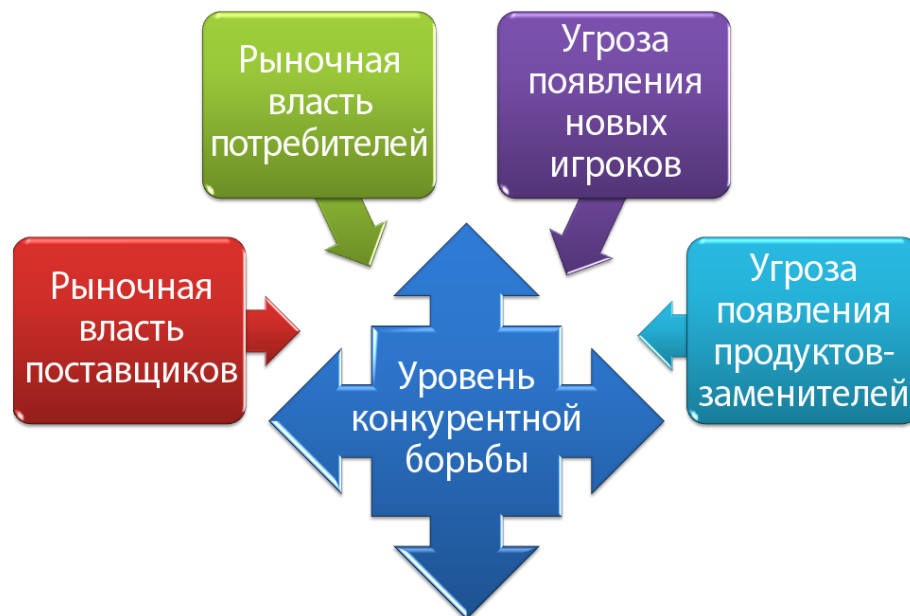 Рыночная
власть
потребителей
Угроза
появления
новых
игроков
Рыночная
власть
поставщиков
Угроза
появления
продуктов-
заменителей
Уровень
конкурентной
борьбы